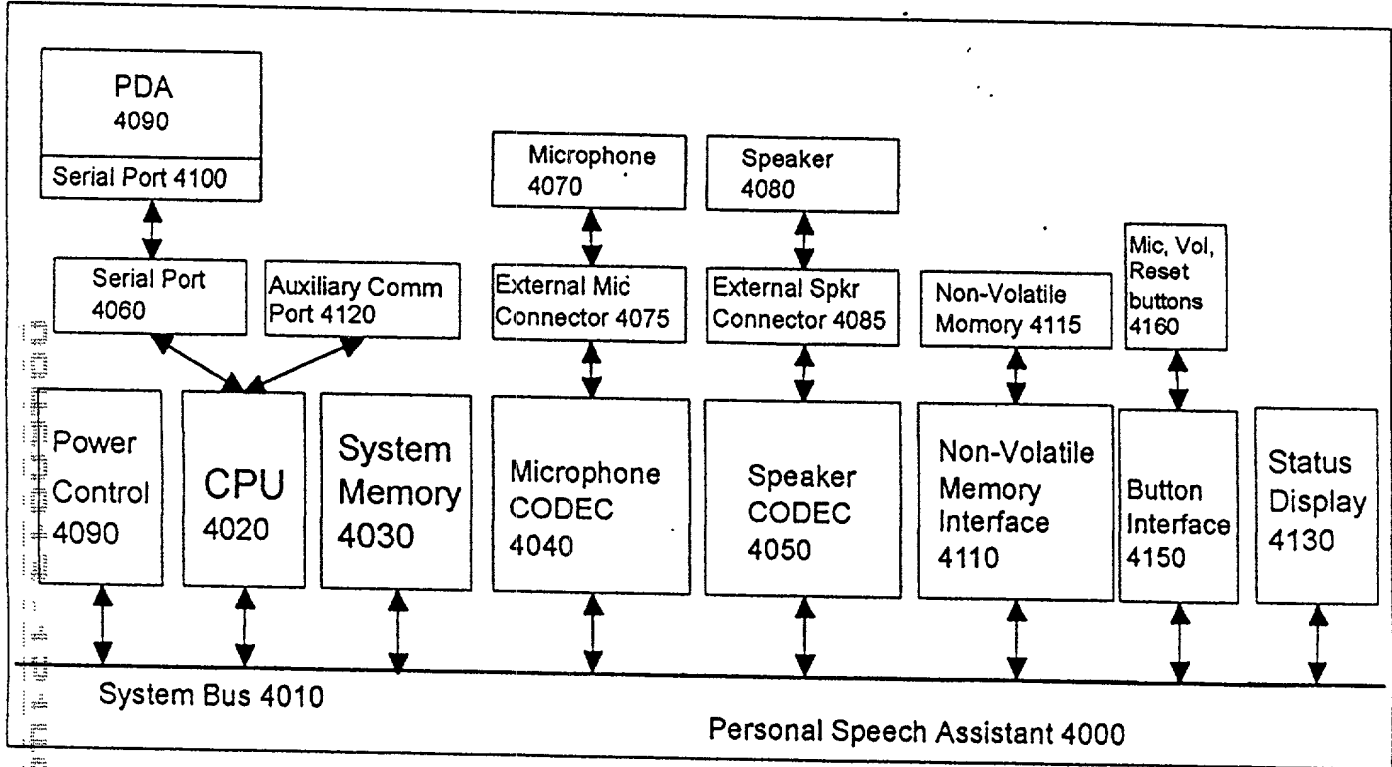 PDA
4090
Serial Port 4100
Microphone
4070
Speaker
4080
Serial Port
4060
Auxiliary Comm
Port 4120
External Mic
Connector 4075
External Spkr
Connector 4085
Non-Volatile
Momory 4115
Mic, Vol,
Reset
buttons
4160
Power
Control
4090
CPU
4020
System
Memory
4030
Microphone
CODEC
4040
Speaker
CODEC
4050
Non-Volatile
Memory
Interface
4110
Button
Interface
4150
Status
Display
4130
System Bus 4010
Personal Speech Assistant 4000